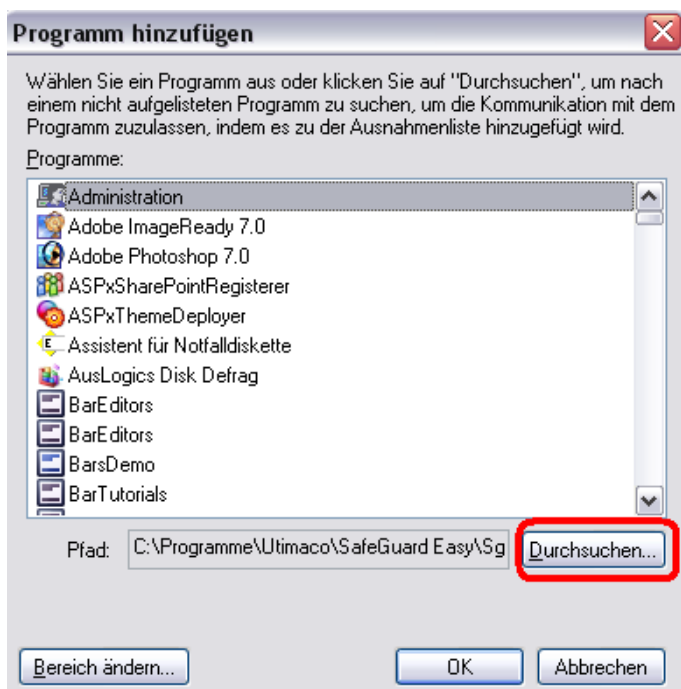 Programm hinzufügen
Wählen Sie ein Programm aus oder klicken Sie auf "Durchsuchen", um nach
einem nicht aufgelisteten Programm zu suchen, um die Kommunikation mit dem
Programm zuzulassen, indem es zu der Ausnahmenliste hinzugefügt wird.
Programme:
Administration
Adobe ImageReady 7.0
Adobe Photoshop 7.0
ASPxSharePointRegisterer
ASPxThemeDeployer
Assistent für Notfalldiskette
AusLogics Disk Defrag
BarEditors
BarEditors
BarsDemo
BarTutorials
Pfad: C:\Programme\Utimaco\SafeGuard Easy\Sg Durchsuchen...
Bereich ändern... OK Abbrechen